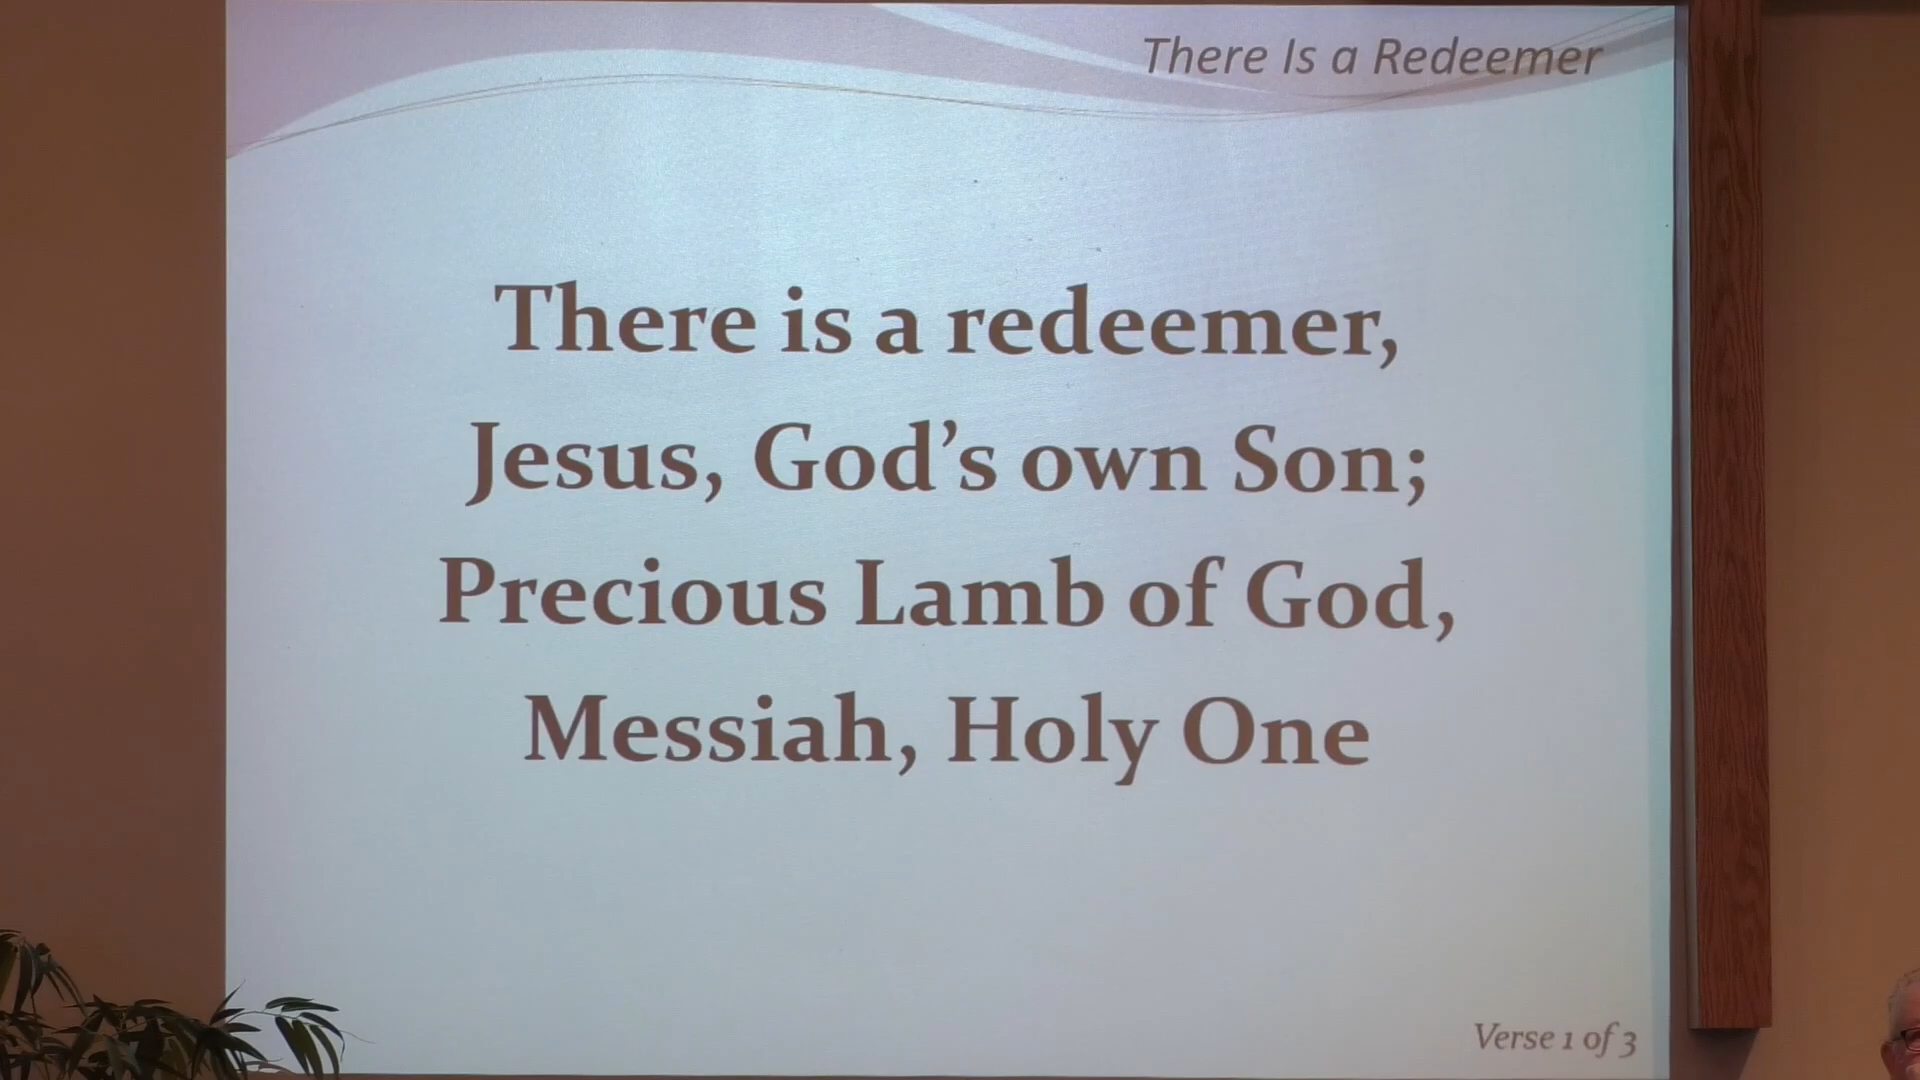 There Is a Redeemer
There is a redeemer,
Jesus, God’s own Son;
Precious Lamb of God,
Messiah, Holy One
Verse 1 of 3